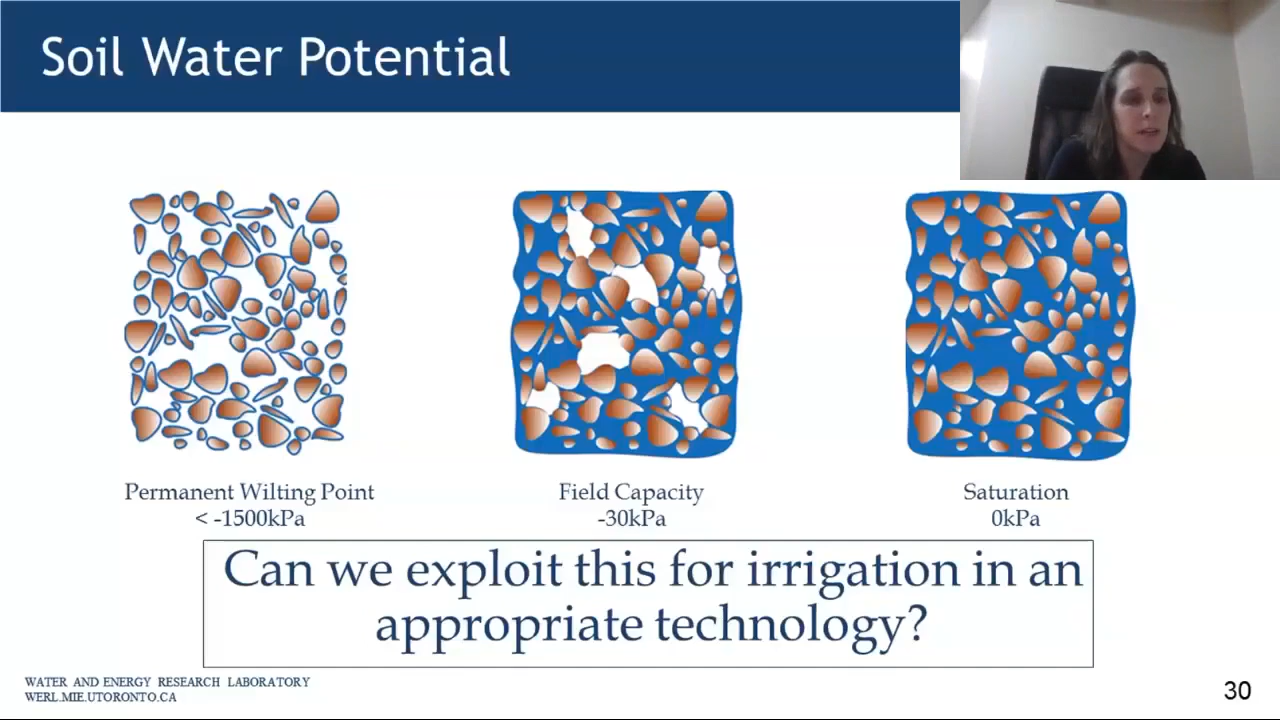 Soil Water Potential
Permanent Wilting Point
< -1500kPa
Field Capacity
-30kPa
Saturation
0kPa
Can we exploit this for irrigation in an
appropriate technology?
WATER AND ENERGY RESEARCH LABORATORY
WERL.MIE.UTORONTO.CA
30